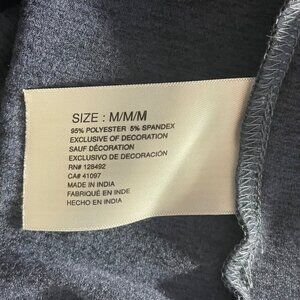 SIZE : M/M/M
95% POLYESTER 5% SPANDEX
EXCLUSIVE OF DECORATION
SAUF DÉCORATION
EXCLUSIVO DE DECORACIÓN
RN# 128492
CA# 41097
MADE IN INDIA
FABRIQUÉ EN INDE
HECHO EN INDIA